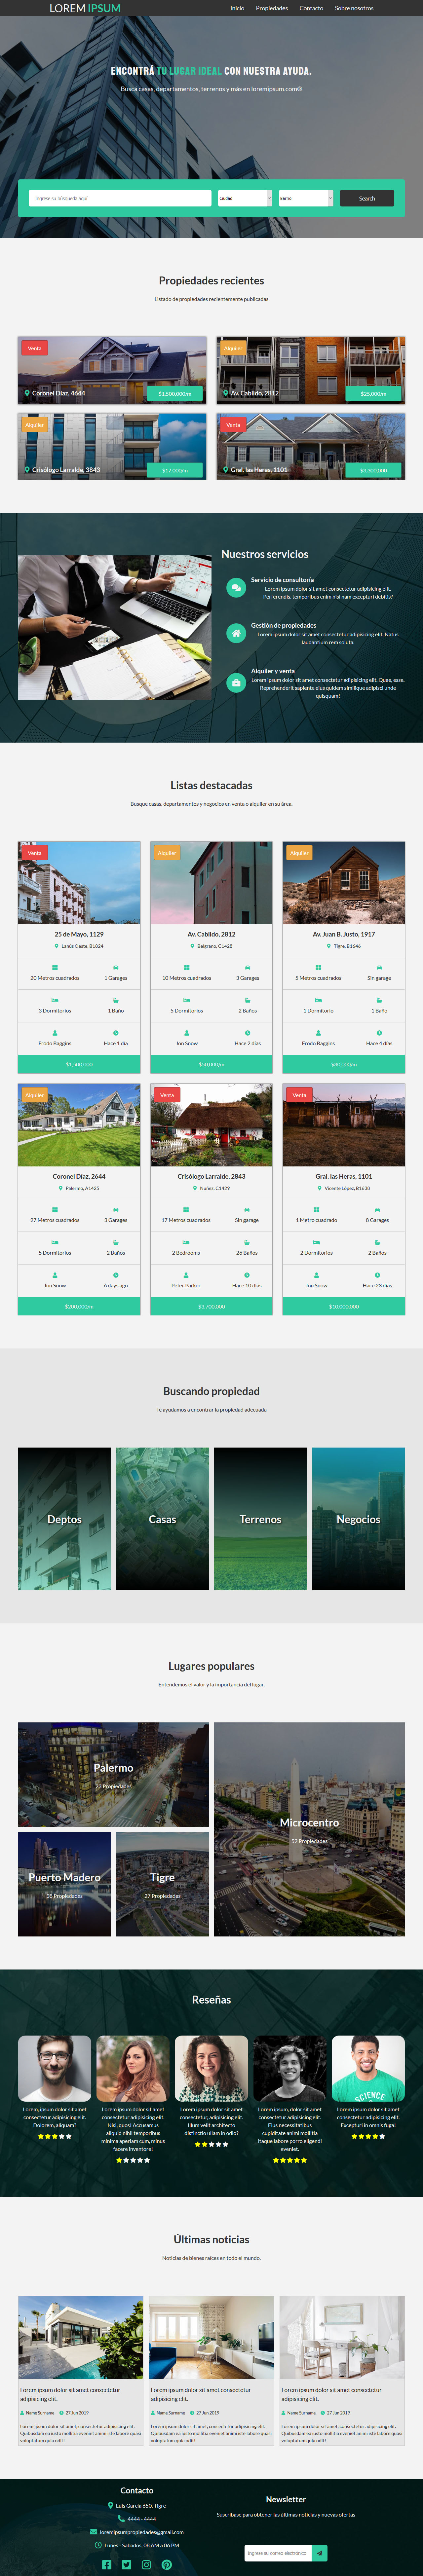 LOREM IPSUM
Inicio Propiedades Contacto Sobre nosotros
ENCONTRÁ TU LUGAR IDEAL CON NUESTRA AYUDA.
Buscá casas, departamentos, terrenos y más en loremipsum.com®
Ingrese su búsqueda aquí Ciudad Barrio Search
Propiedades recientes
Listado de propiedades recientemente publicadas
Venta
Coronel Díaz, 4644
$1,500,000/m
Alquiler
Av. Cabildo, 2812
$25,000/m
Alquiler
Crisólogo Larralde, 3843
$17,000/m
Venta
Gral. las Heras, 1101
$3,300,000
Nuestros servicios
Servicio de consultoría
Lorem ipsum dolor sit amet consectetur adipisicing elit.
Perferendis, temporibus enim nisi nam excepturi debitis?
Gestión de propiedades
Lorem ipsum dolor sit amet consectetur adipisicing elit. Natus
laudantium rem soluta.
Alquiler y venta
Lorem ipsum dolor sit amet consectetur adipisicing elit. Quae, esse.
Reprehenderit sapiente eius quidem similique adipisci unde
quisquam!
Listas destacadas
Busque casas, departamentos y negocios en venta o alquiler en su área.
Venta
25 de Mayo, 1129
Lanús Oeste, B1824
20 Metros cuadrados 1 Garages
3 Dormitorios 1 Baño
Frodo Baggins Hace 1 día
$1,500,000
Alquiler
Av. Cabildo, 2812
Belgrano, C1428
10 Metros cuadrados 3 Garages
5 Dormitorios 2 Baños
Jon Snow Hace 2 días
$50,000/m
Alquiler
Av. Juan B. Justo, 1917
Tigre, B1646
5 Metros cuadrados Sin garage
1 Dormitorio 1 Baño
Frodo Baggins Hace 4 días
$30,000/m
Alquiler
Coronel Díaz, 2644
Palermo, A1425
27 Metros cuadrados 3 Garages
5 Dormitorios 2 Baños
Jon Snow 6 days ago
$200,000/m
Venta
Crisólogo Larralde, 2843
Nuñez, C1429
17 Metros cuadrados Sin garage
2 Bedrooms 26 Baños
Peter Parker Hace 10 días
$3,700,000
Venta
Gral. las Heras, 1101
Vicente López, B1638
1 Metro cuadrado 8 Garages
2 Dormitorios 2 Baños
Jon Snow Hace 23 días
$10,000,000
Buscando propiedad
Te ayudamos a encontrar la propiedad adecuada
Deptos Casas Terrenos Negocios
Lugares populares
Entendemos el valor y la importancia del lugar.
Palermo
Propiedades
Microcentro
52 Propiedades
Puerto Madero
Propiedades
Tigre
27 Propiedades
Reseñas
Lorem, ipsum dolor sit amet
consectetur adipisicing elit.
Dolorem, aliquam?
Lorem ipsum dolor sit amet
consectetur adipisicing elit.
Nisi, quos! Accusamus
aliquid nihil temporibus
minima aperiam cum, minus
facere inventore!
Lorem ipsum dolor sit amet
consectetur, adipisicing elit.
Illum velit architecto
distinctio ullam in odio?
Lorem ipsum, dolor sit amet
consectetur adipisicing elit.
Eius necessitatibus
cupiditate animi mollitia
itaque labore porro eligendi
eveniet.
Lorem ipsum dolor sit amet
consectetur adipisicing elit.
Excepturi in omnis fuga!
SCIENCE
Últimas noticias
Noticias de bienes raíces en todo el mundo.
Lorem ipsum dolor sit amet consectetur
adipisicing elit.
Name Surname 27 Jun 2019
Lorem ipsum dolor sit amet, consectetur adipisicing elit.
Quibusdam ea iusto mollitia eveniet animi iste labore quasi
voluptatum quia odit!
Lorem ipsum dolor sit amet consectetur
adipisicing elit.
Name Surname 27 Jun 2019
Lorem ipsum dolor sit amet, consectetur adipisicing elit.
Quibusdam ea iusto mollitia eveniet animi iste labore quasi
voluptatum quia odit!
Lorem ipsum dolor sit amet consectetur
adipisicing elit.
Name Surname 27 Jun 2019
Lorem ipsum dolor sit amet, consectetur adipisicing elit.
Quibusdam ea iusto mollitia eveniet animi iste labore quasi
voluptatum quia odit!
Contacto
Luis García 650, Tigre
4444 - 4444
loremipsumpropiedades@gmail.com
Lunes - Sabados, 08 AM a 06 PM
Newsletter
Suscríbase para obtener las últimas noticias y nuevas ofertas
Ingrese su correo electrónico